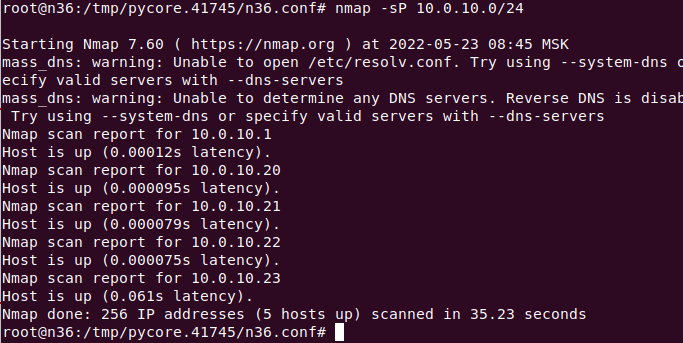 root@n36:/tmp/pycore.41745/n36.conf# nmap -sP 10.0.10.0/24
Starting Nmap 7.60 ( https://nmap.org ) at 2022-05-23 08:45 MSK
mass_dns: warning: Unable to open /etc/resolv.conf. Try using --system-dns o
ecify valid servers with --dns-servers
mass_dns: warning: Unable to determine any DNS servers. Reverse DNS is disab
Try using --system-dns or specify valid servers with --dns-servers
Nmap scan report for 10.0.10.1
Host is up (0.00012s latency).
Nmap scan report for 10.0.10.20
Host is up (0.000095s latency).
Nmap scan report for 10.0.10.21
Host is up (0.000079s latency).
Nmap scan report for 10.0.10.22
Host is up (0.000075s latency).
Nmap scan report for 10.0.10.23
Host is up (0.061s latency).
Nmap done: 256 IP addresses (5 hosts up) scanned in 35.23 seconds
root@n36:/tmp/pycore.41745/n36.conf#